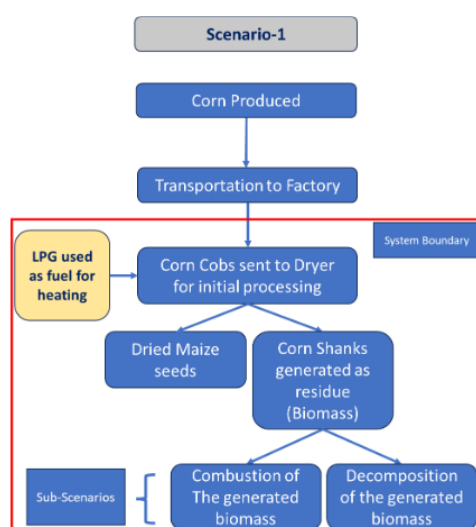 Scenario-1
Corn Produced
Transportation to Factory
System Boundary
LPG used
as fuel for
heating
Corn Cobs sent to Dryer
for initial processing
Dried Maize
seeds
Corn Shanks
generated as
residue
(Biomass)
Sub-Scenarios
Combustion of
The generated
biomass
Decomposition
of the generated
biomass